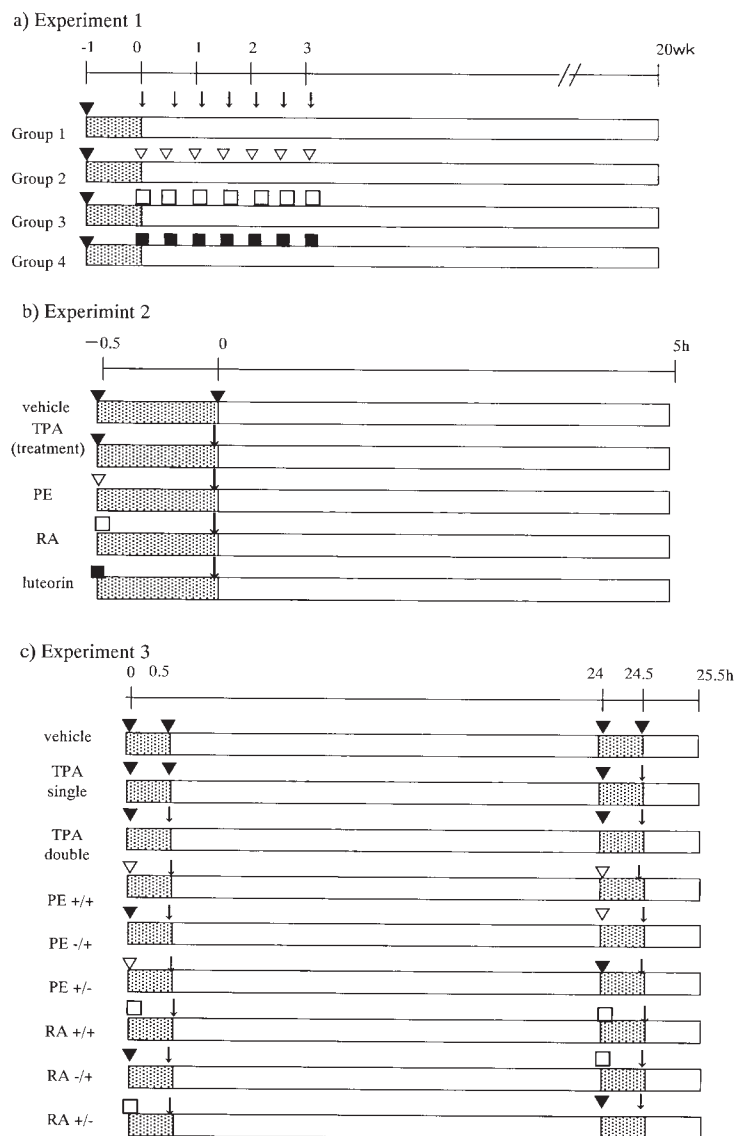 a) Experiment 1
-1 0 1 2 3 20wk
Group 1
Group 2
Group 3
Group 4
b) Experimint 2
−0.5 0 5h
vehicle
TPA
(treatment)
PE
RA
luteorin
c) Experiment 3
0 0.5 24 24.5 25.5h
vehicle
TPA
single
TPA
double
PE +/+
PE -/+
PE +/-
RA +/+
RA -/+
RA +/-